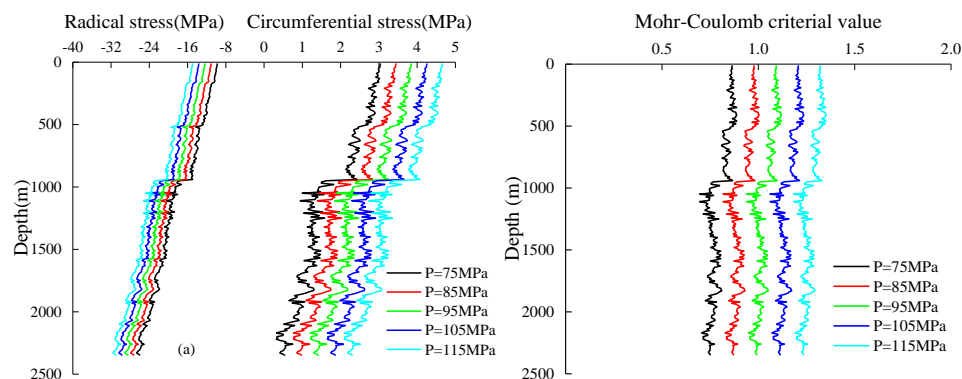 Radical stress(MPa) Circumferential stress(MPa)
-40 -32 -24 -16 -8 0 1 2 3 4 5
0
500
1000
1500
2000
2500
Depth(m)
(a)
P=75MPa
P=85MPa
P=95MPa
P=105MPa
P=115MPa
Mohr-Coulomb criterial value
0.5 1.0 1.5 2.0
0
500
1000
1500
2000
2500
Depth (m)
P=75MPa
P=85MPa
P=95MPa
P=105MPa
P=115MPa